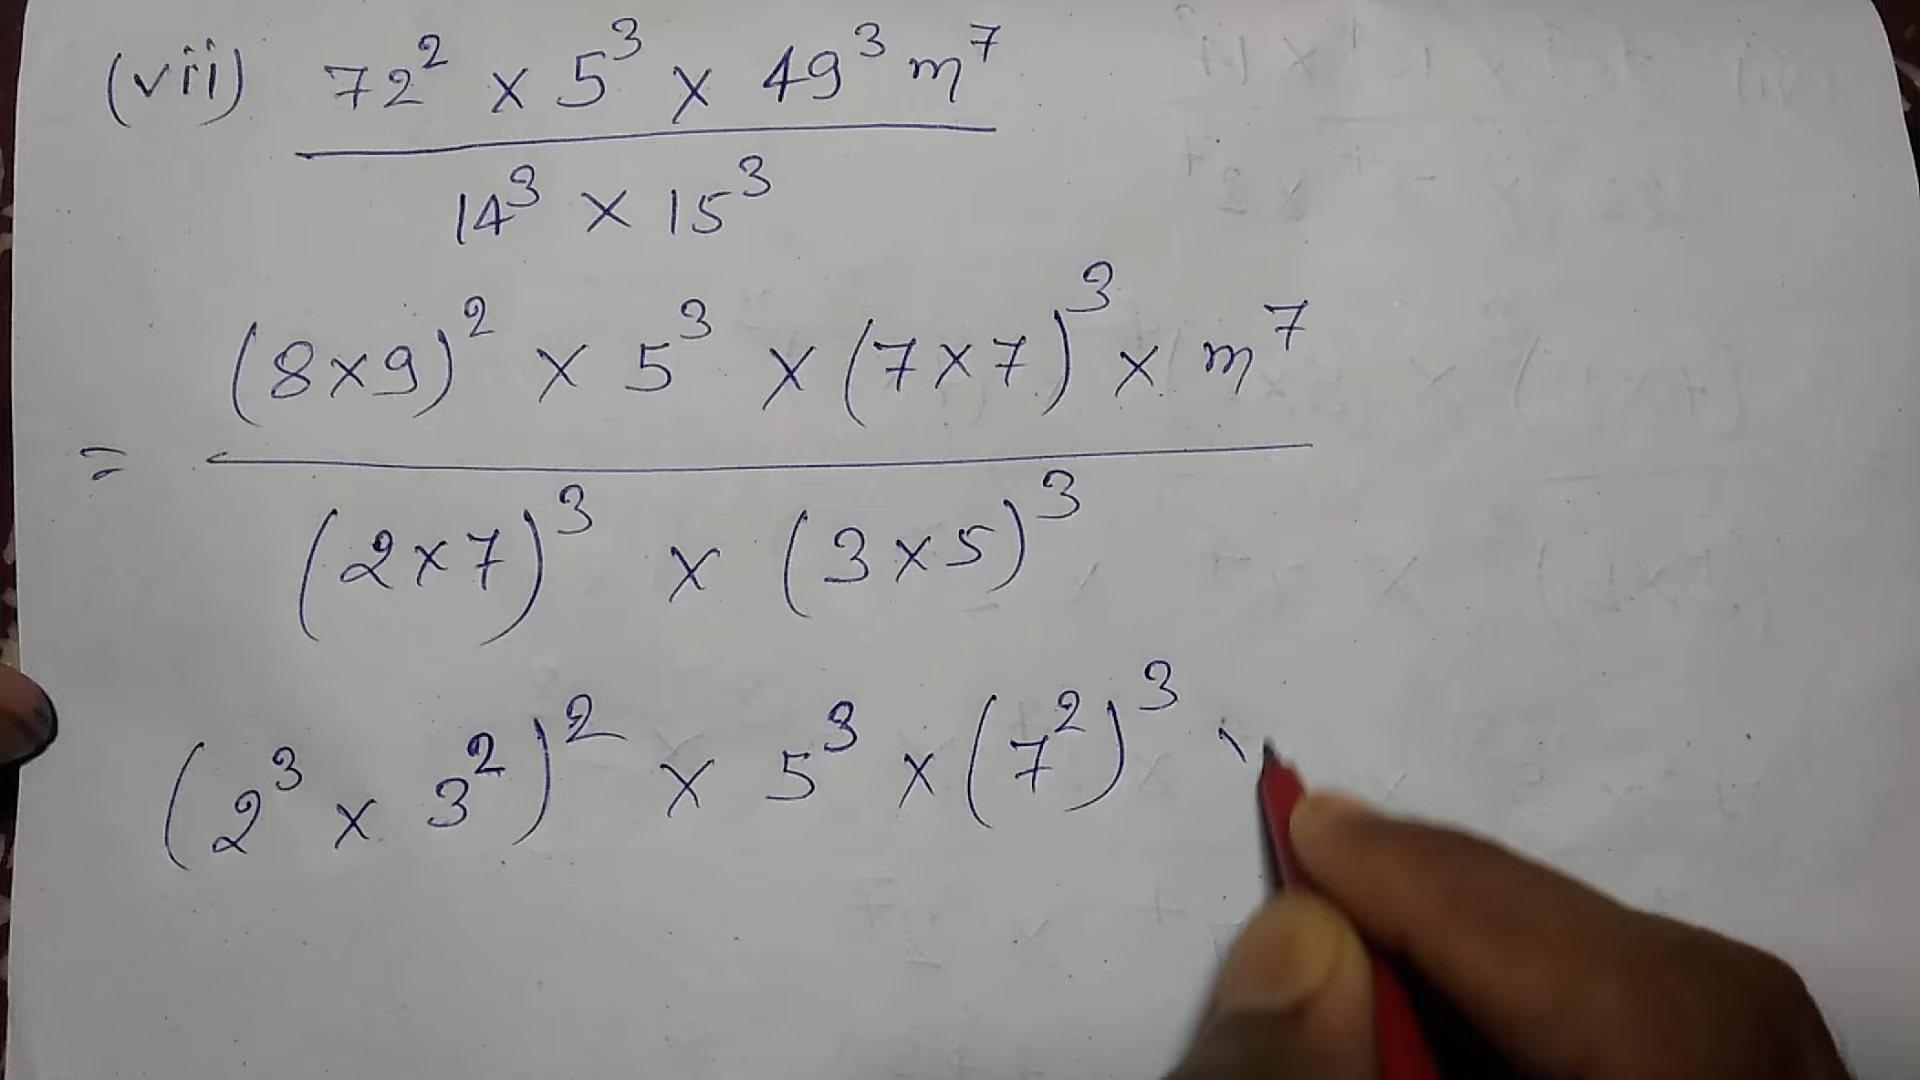 (vii) 72² × 5³ × 49³ m⁷
14³ × 15³
(8×9)² × 5³ × (7×7)³ × m⁷
=
(2×7)³ × (3×5)³
(2³ × 3²)² × 5³ × (7²)³